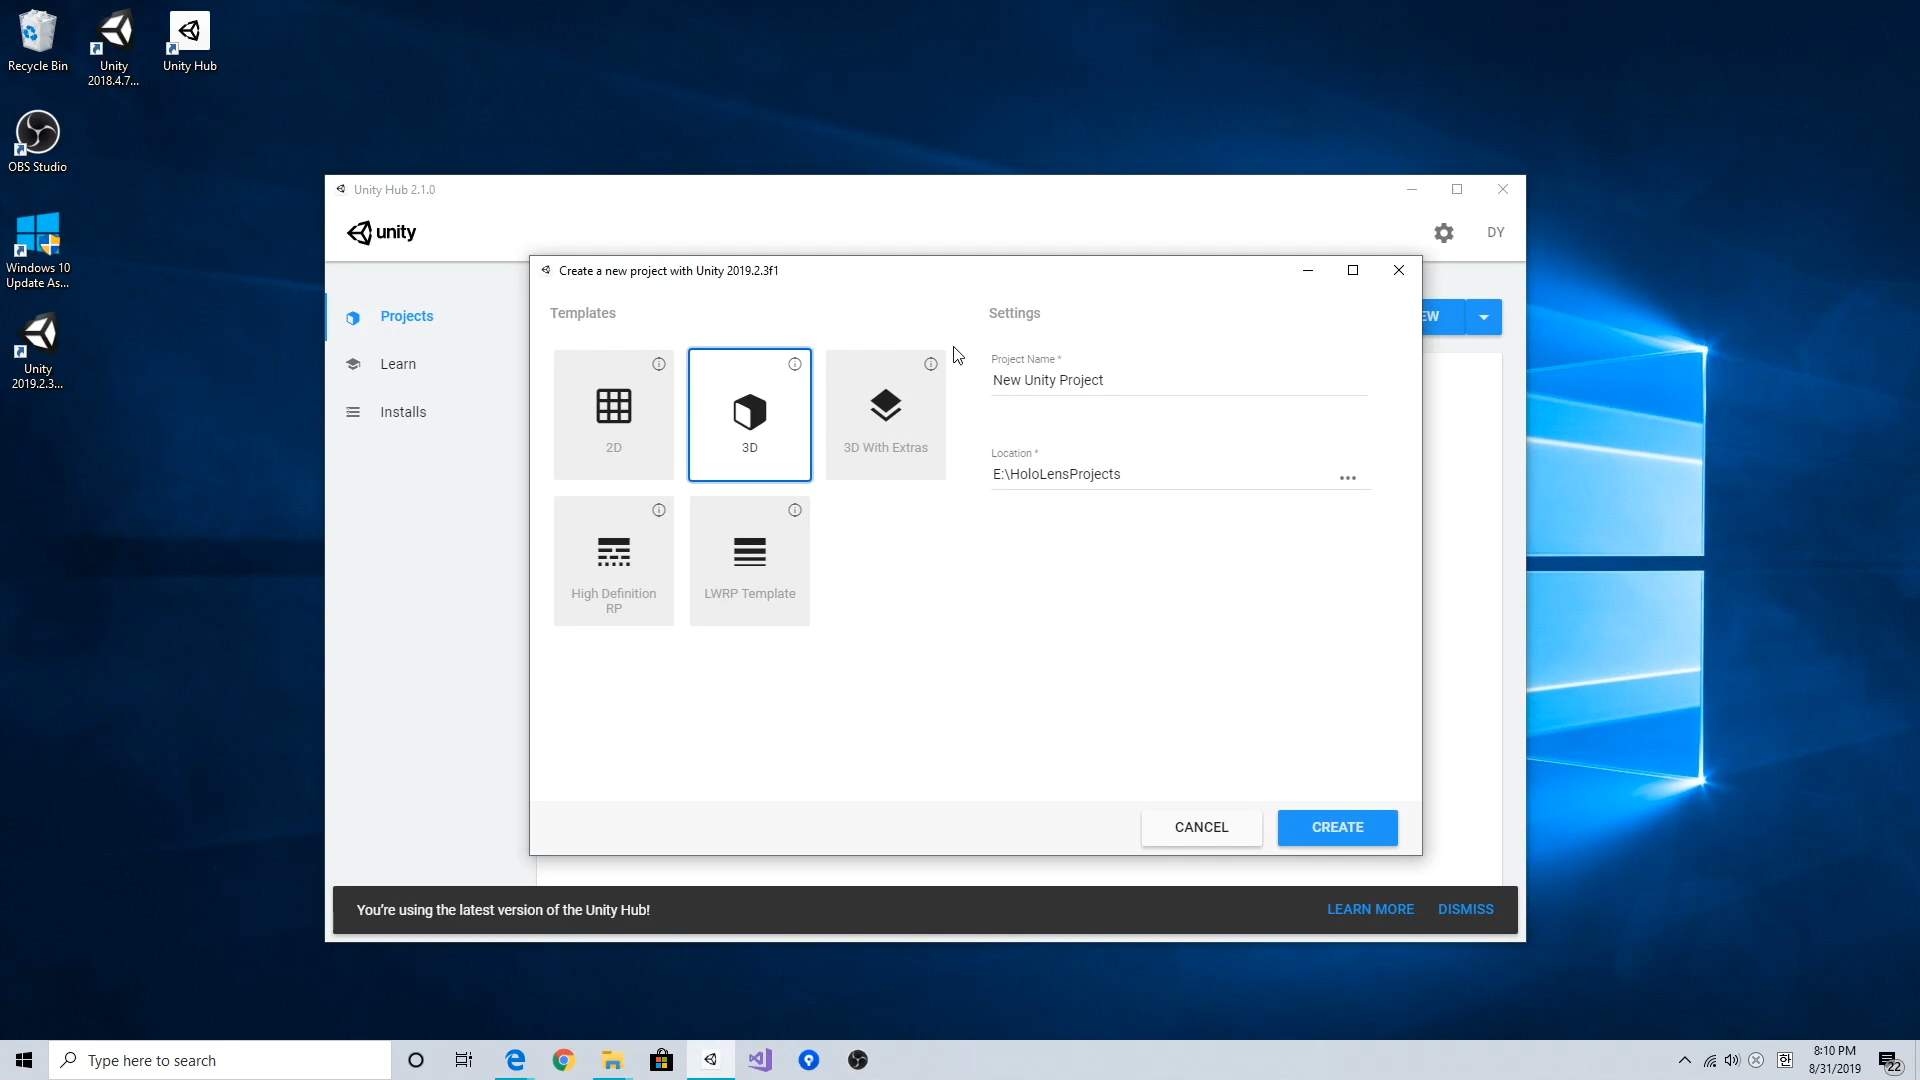 Recycle Bin
Unity
2018.4.7...
Unity Hub
OBS Studio
Windows 10
Update As...
Unity
2019.2.3...
Unity Hub 2.1.0
unity
DY
Projects
Learn
Installs
EW
Create a new project with Unity 2019.2.3f1
Templates
Settings
2D
3D
3D With Extras
High Definition
RP
LWRP Template
Project Name *
New Unity Project
Location *
E:\HoloLensProjects
•••
CANCEL
CREATE
You're using the latest version of the Unity Hub!
LEARN MORE
DISMISS
Type here to search
한
8:10 PM
8/31/2019
22